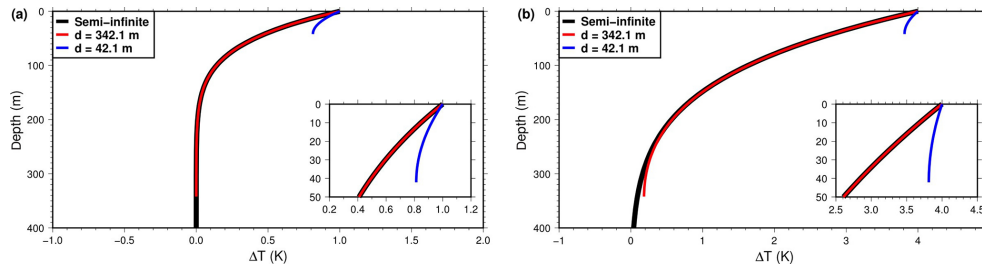 (a)
Semi-infinite
d = 342.1 m
d = 42.1 m
Depth (m)
0
100
200
300
400
−1.0 −0.5 0.0 0.5 1.0 1.5 2.0
ΔT (K)
0
10
20
30
40
50
0.2 0.4 0.6 0.8 1.0 1.2
(b)
Semi-infinite
d = 342.1 m
d = 42.1 m
Depth (m)
0
100
200
300
400
−1 0 1 2 3 4
ΔT (K)
0
10
20
30
40
50
2.5 3.0 3.5 4.0 4.5